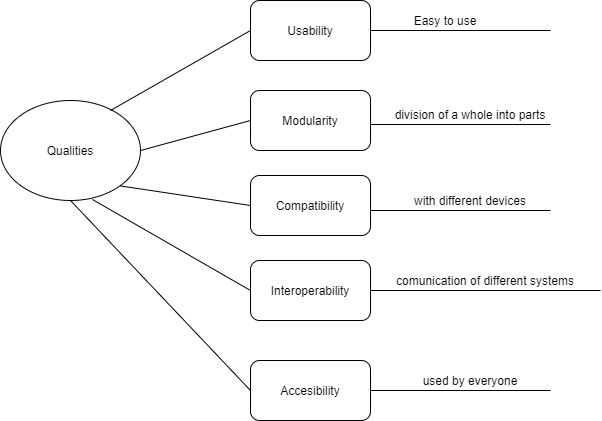 Usability
Easy to use
Modularity
division of a whole into parts
Qualities
Compatibility
with different devices
Interoperability
comunication of different systems
Accesibility
used by everyone